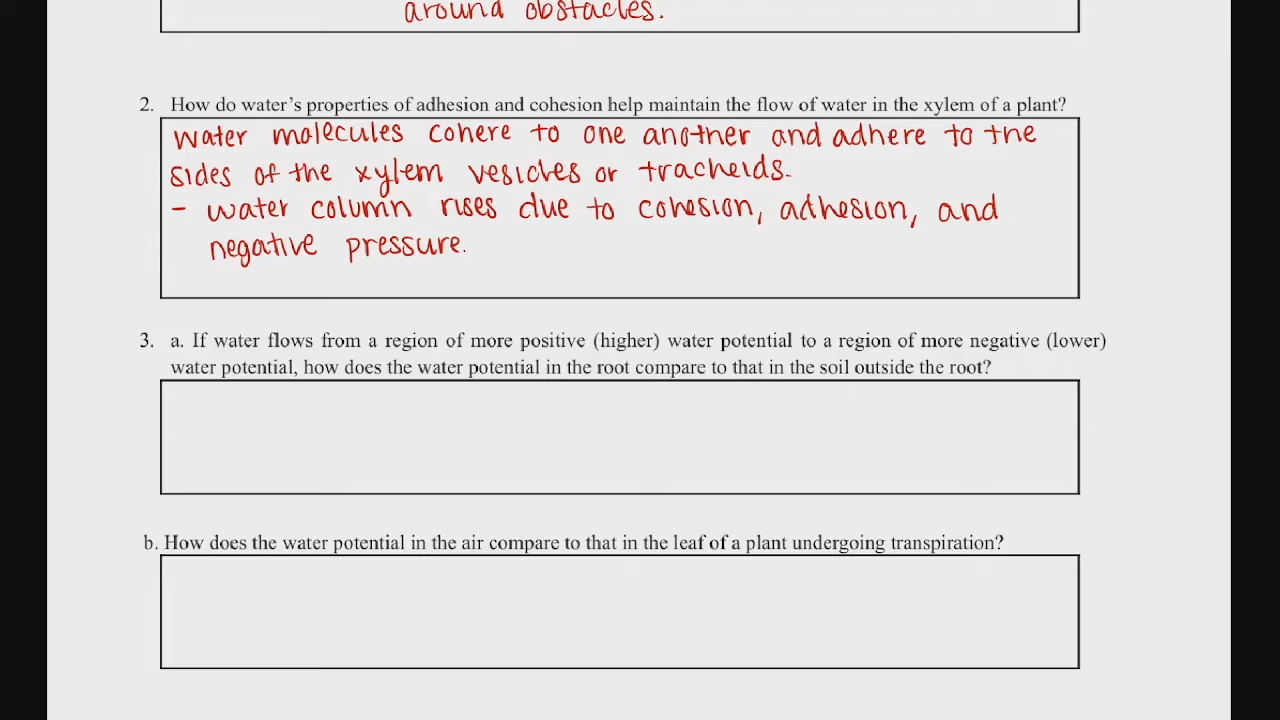 around obstacles.
2. How do water's properties of adhesion and cohesion help maintain the flow of water in the xylem of a plant?
water molecules cohere to one another and adhere to the
sides of the xylem vesicles or tracheids.
- water column rises due to cohesion, adhesion, and
negative pressure.
3. a. If water flows from a region of more positive (higher) water potential to a region of more negative (lower)
water potential, how does the water potential in the root compare to that in the soil outside the root?
b. How does the water potential in the air compare to that in the leaf of a plant undergoing transpiration?